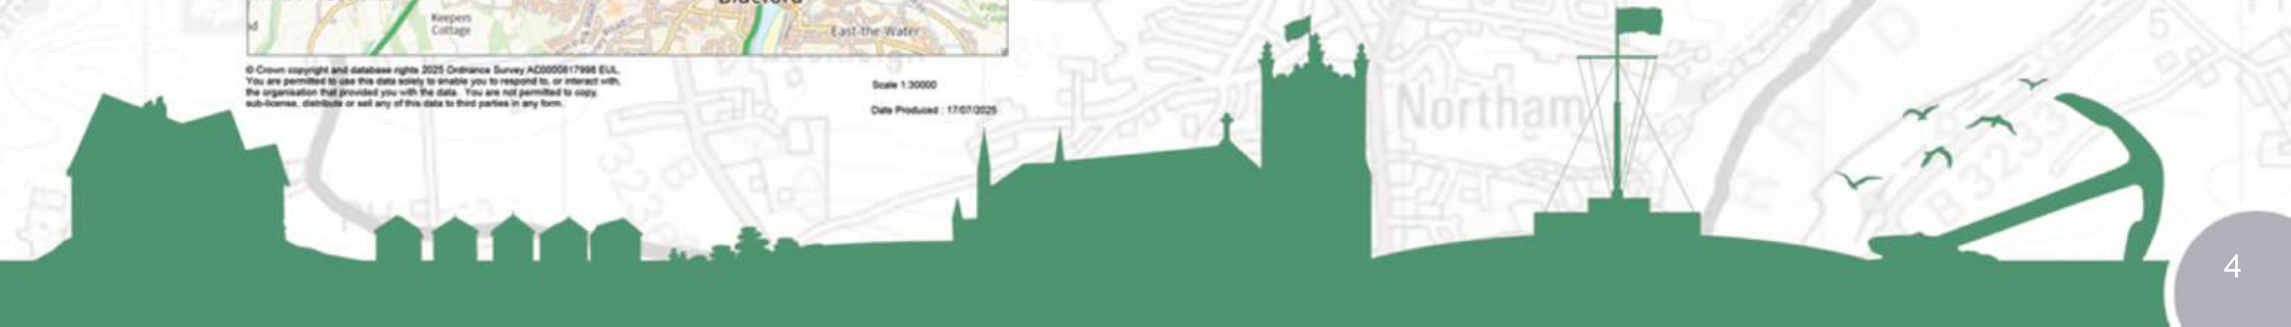 Keepers
Cottage
East-the-Water
© Crown copyright and database rights 2025 Ordnance Survey AC0000817998 EUL.
You are permitted to use this data solely to enable you to respond to, or interact with,
the organisation that provided you with the data. You are not permitted to copy,
sub-license, distribute or sell any of this data to third parties in any form.
Scale 1:30000
Date Produced : 17/07/2025
Northam
B3233
4